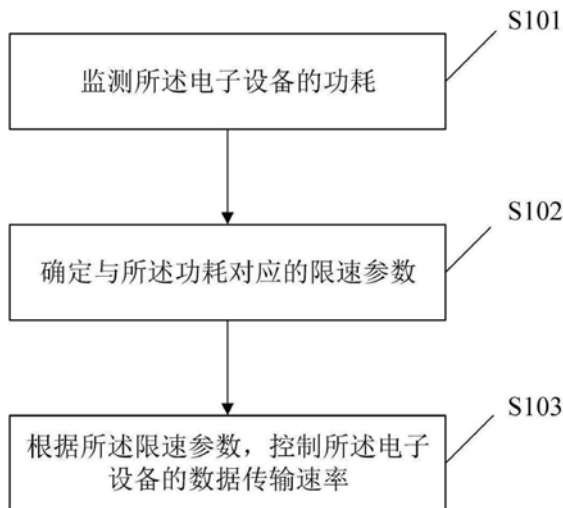 S101
监测所述电子设备的功耗
S102
确定与所述功耗对应的限速参数
S103
根据所述限速参数，控制所述电子
设备的数据传输速率